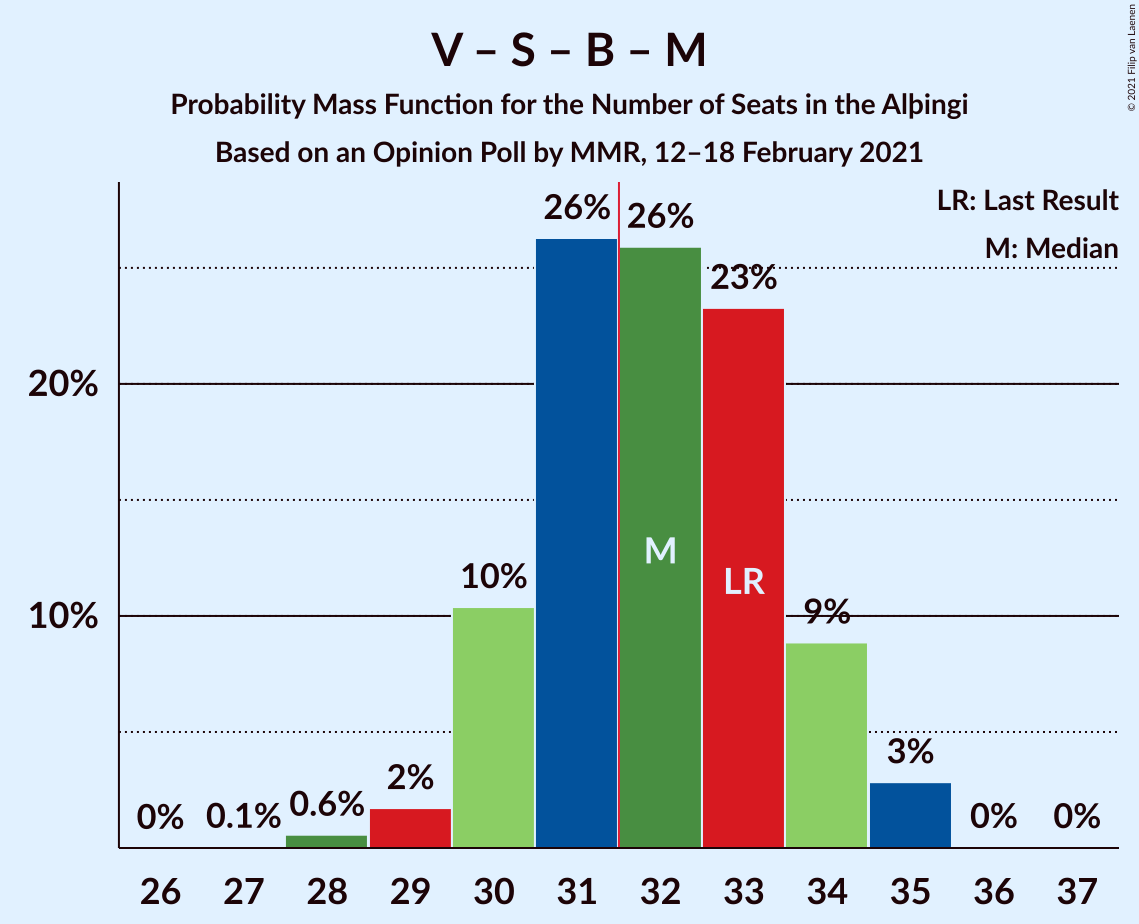 V – S – B – M
Probability Mass Function for the Number of Seats in the Alþingi
Based on an Opinion Poll by MMR, 12–18 February 2021
© 2021 Filip van Laenen
LR: Last Result
M: Median
26% 26% 23%
20%
M
LR
10% 9%
10%
0% 0.1% 0.6% 2% 3% 0% 0%
26 27 28 29 30 31 32 33 34 35 36 37